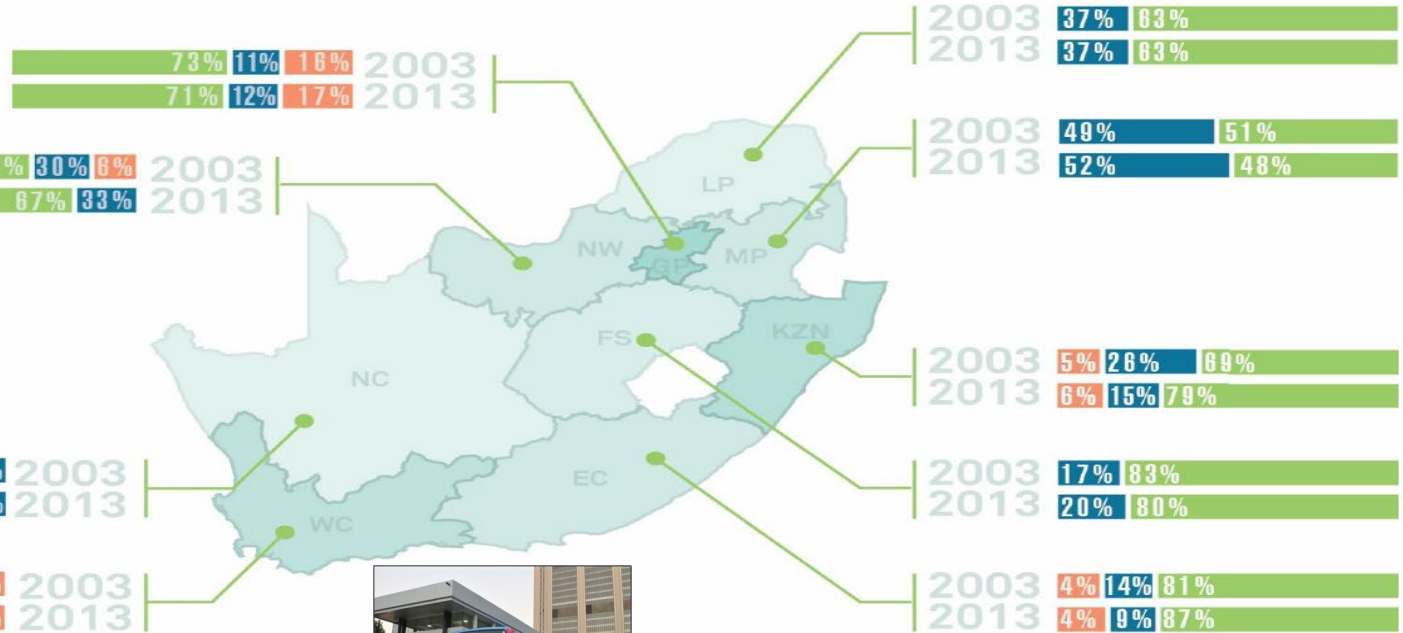 2003 37% 63%
2013 37% 63%
73% 11% 16% 2003
71% 12% 17% 2013
2003 49% 51%
2013 52% 48%
% 30% 6% 2003
67% 33% 2013
LP
NW
GP
MP
FS
KZN
NC
EC
WC
2003 5% 26% 69%
2013 6% 15% 79%
2003
2013
2003 17% 83%
2013 20% 80%
2003
2013
2003 4% 14% 81%
2013 4% 9% 87%